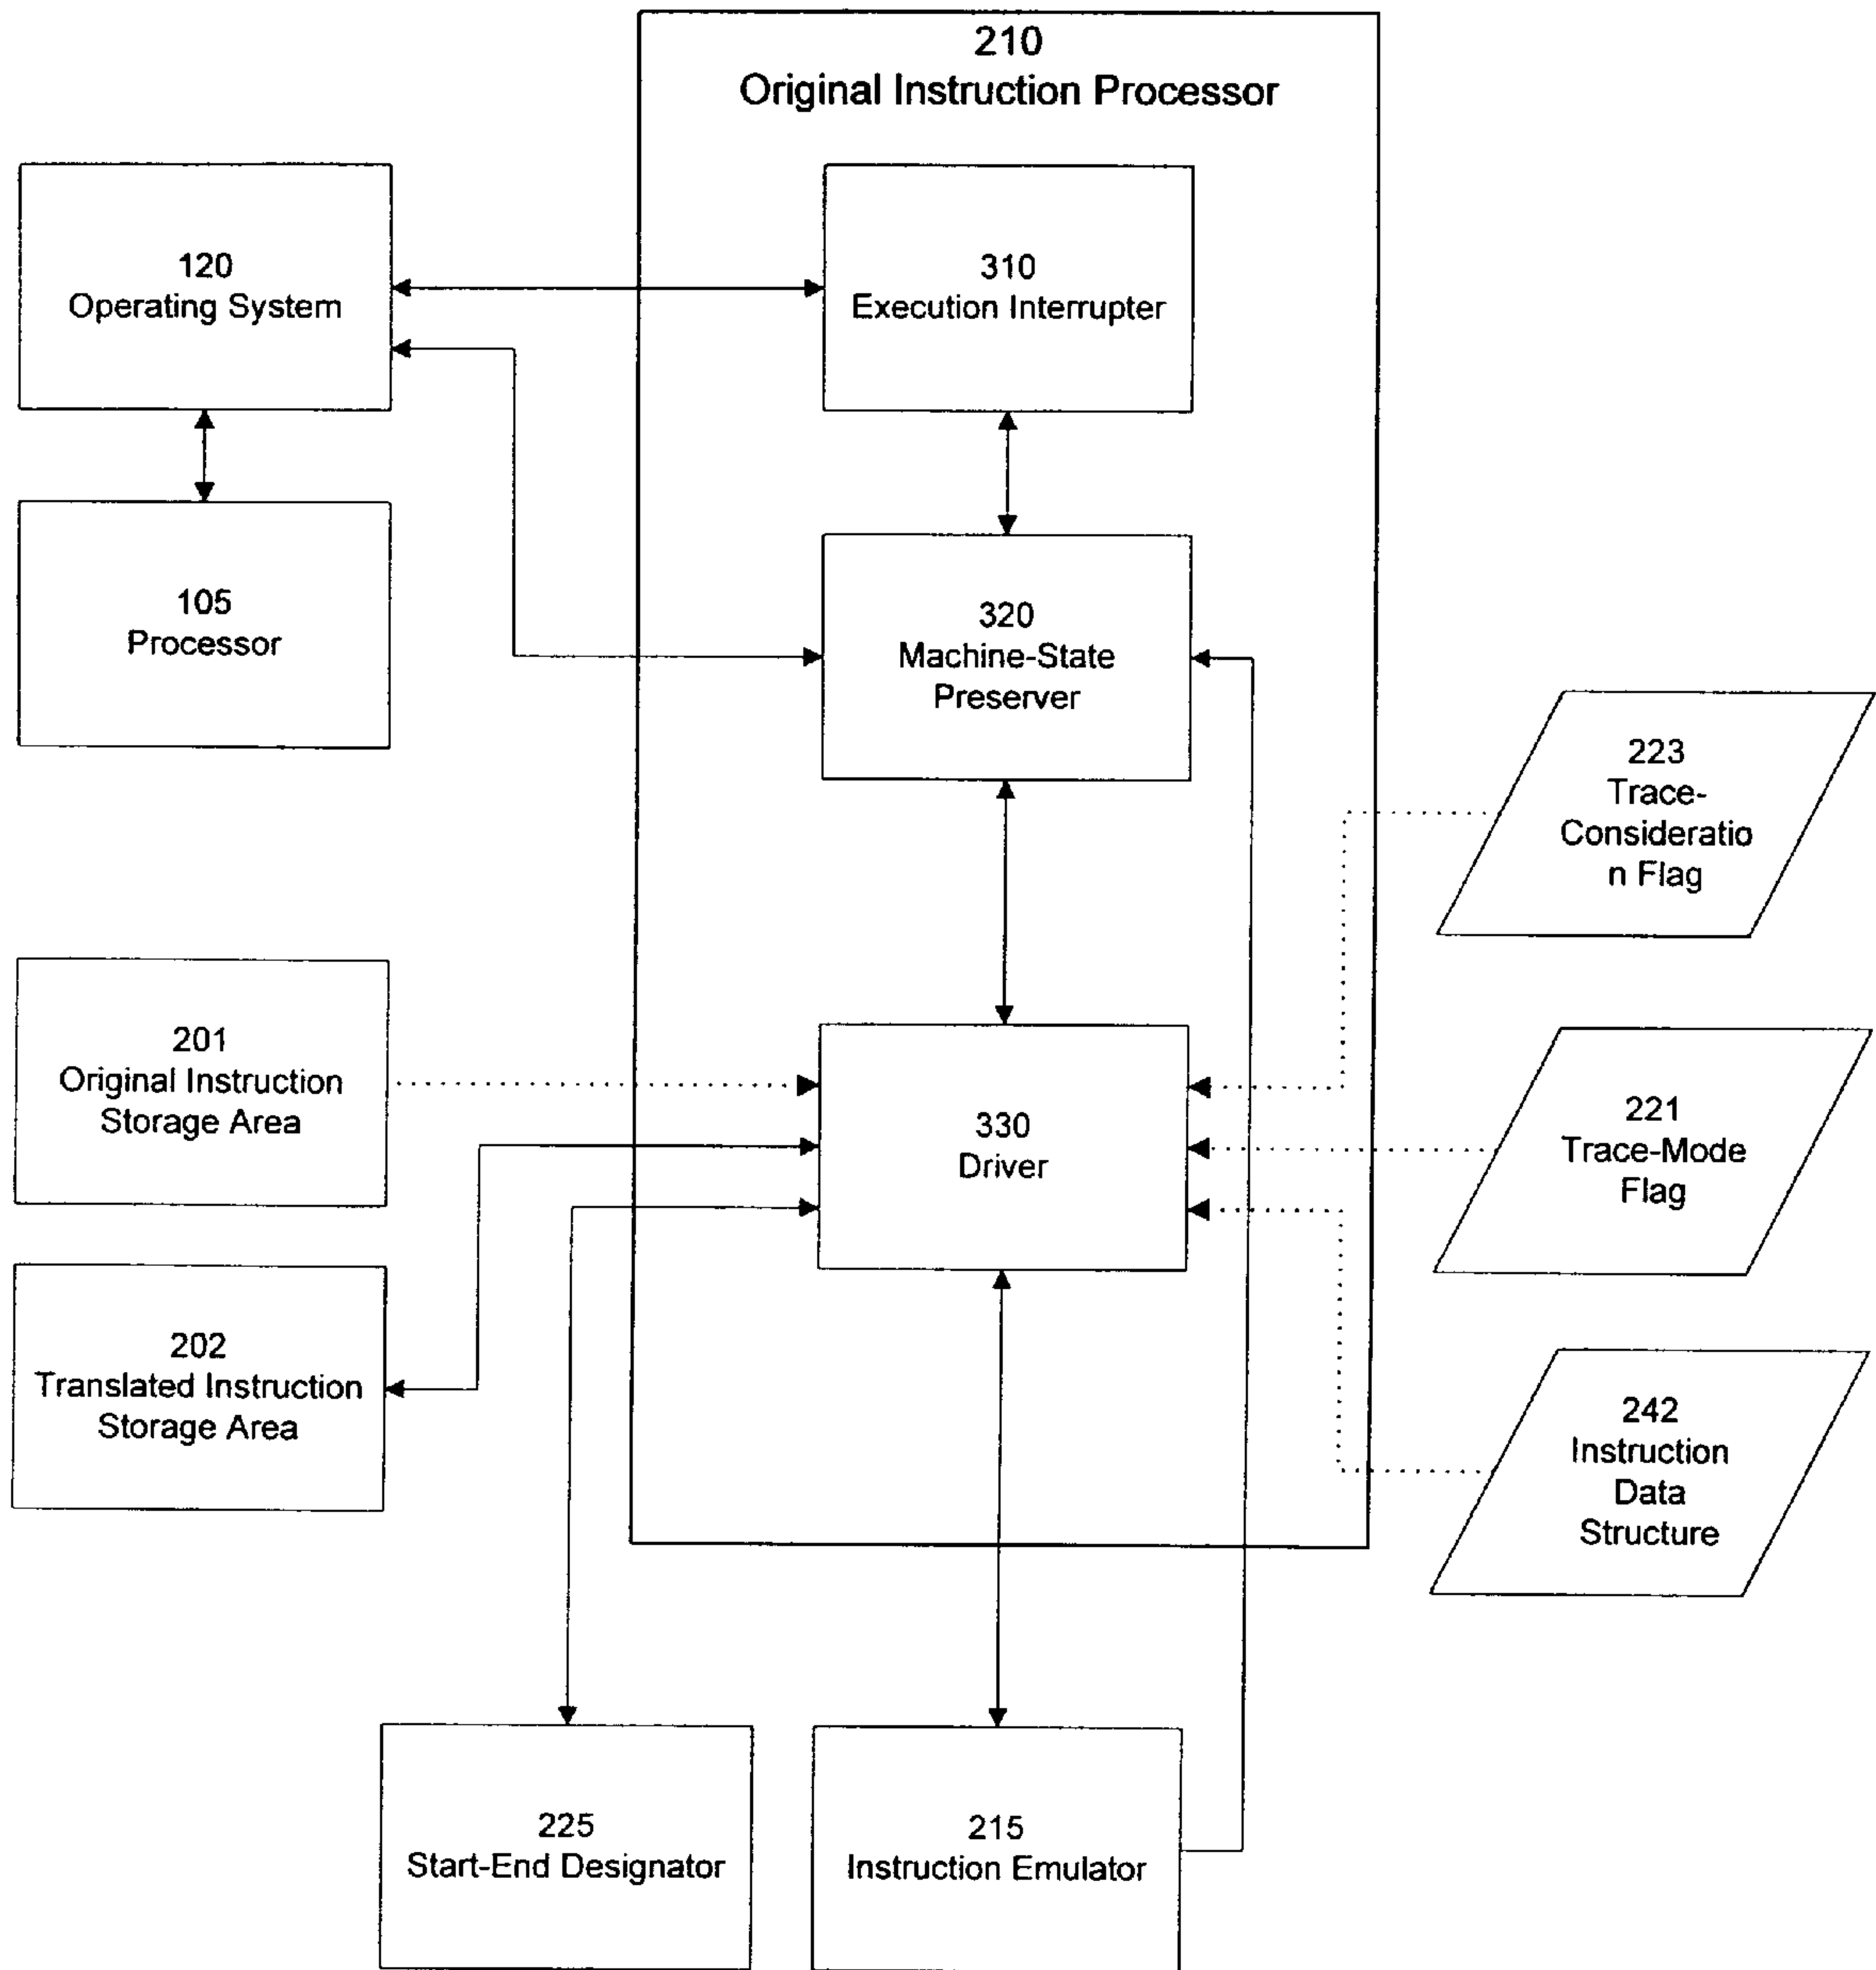 210
Original Instruction Processor
120
Operating System
310
Execution Interrupter
105
Processor
320
Machine-State
Preserver
223
Trace-
Consideratio
n Flag
201
Original Instruction
Storage Area
330
Driver
221
Trace-Mode
Flag
202
Translated Instruction
Storage Area
242
Instruction
Data
Structure
225
Start-End Designator
215
Instruction Emulator